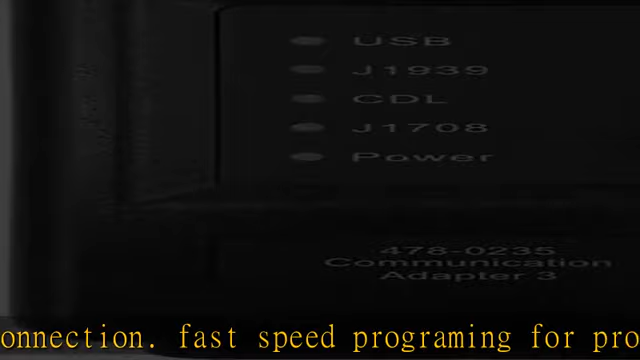 USB
J1939
CDL
J1708
Power
478-0235
Communication
Adapter 3
onnection. fast speed programing for pro